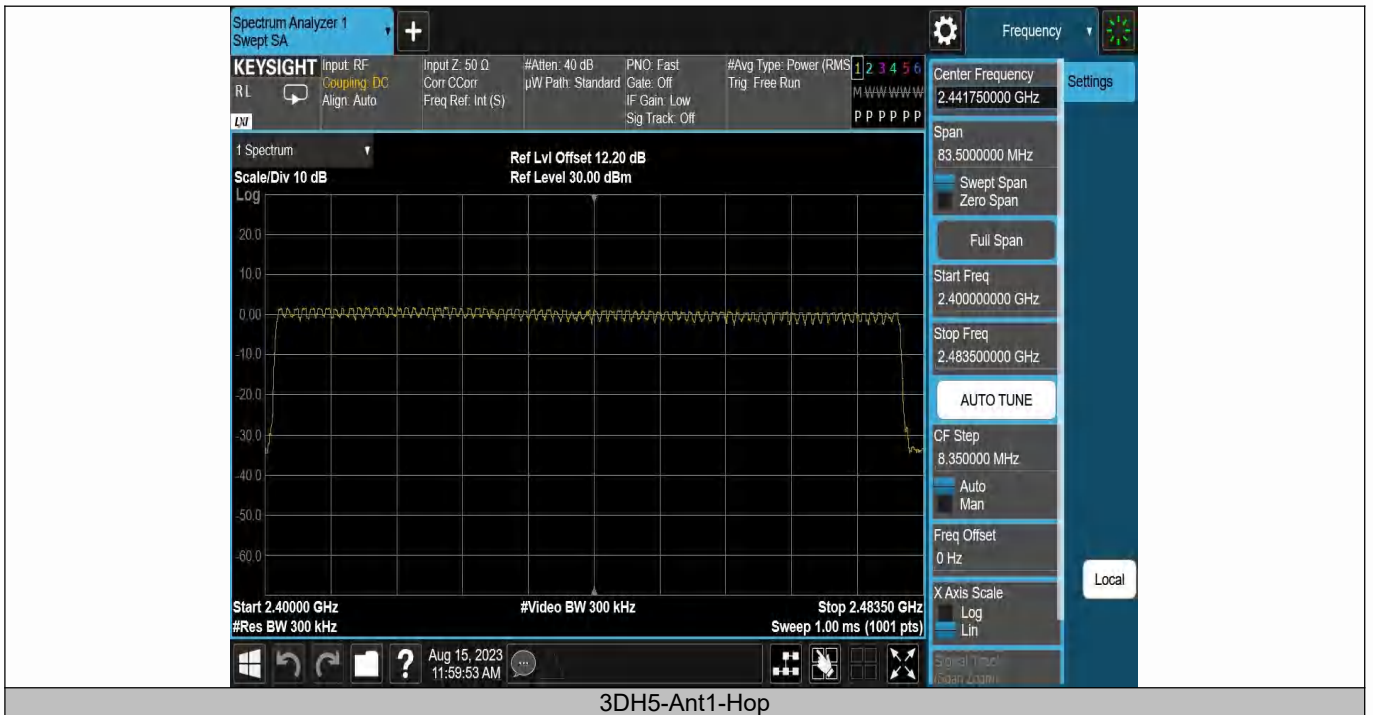 Spectrum Analyzer 1
Swept SA
+
Frequency
KEYSIGHT
RL
LXI
Input: RF
Coupling: DC
Align: Auto
Input Z: 50 Ω
Corr CCorr
Freq Ref: Int (S)
#Atten: 40 dB
µW Path: Standard
PNO: Fast
Gate: Off
IF Gain: Low
Sig Track: Off
#Avg Type: Power (RMS
Trig: Free Run
1 2 3 4 5 6
M W W W W W
P P P P P P
1 Spectrum
Ref Lvl Offset 12.20 dB
Scale/Div 10 dB
Ref Level 30.00 dBm
Log
20.0
10.0
0.00
-10.0
-20.0
-30.0
-40.0
-50.0
-60.0
Start 2.40000 GHz
#Video BW 300 kHz
Stop 2.48350 GHz
#Res BW 300 kHz
Sweep 1.00 ms (1001 pts)
Center Frequency
2.441750000 GHz
Settings
Span
83.5000000 MHz
Swept Span
Zero Span
Full Span
Start Freq
2.400000000 GHz
Stop Freq
2.483500000 GHz
AUTO TUNE
CF Step
8.350000 MHz
Auto
Man
Freq Offset
0 Hz
X Axis Scale
Log
Lin
Signal Track
(Span Zoom)
Local
?
Aug 15, 2023
11:59:53 AM
3DH5-Ant1-Hop